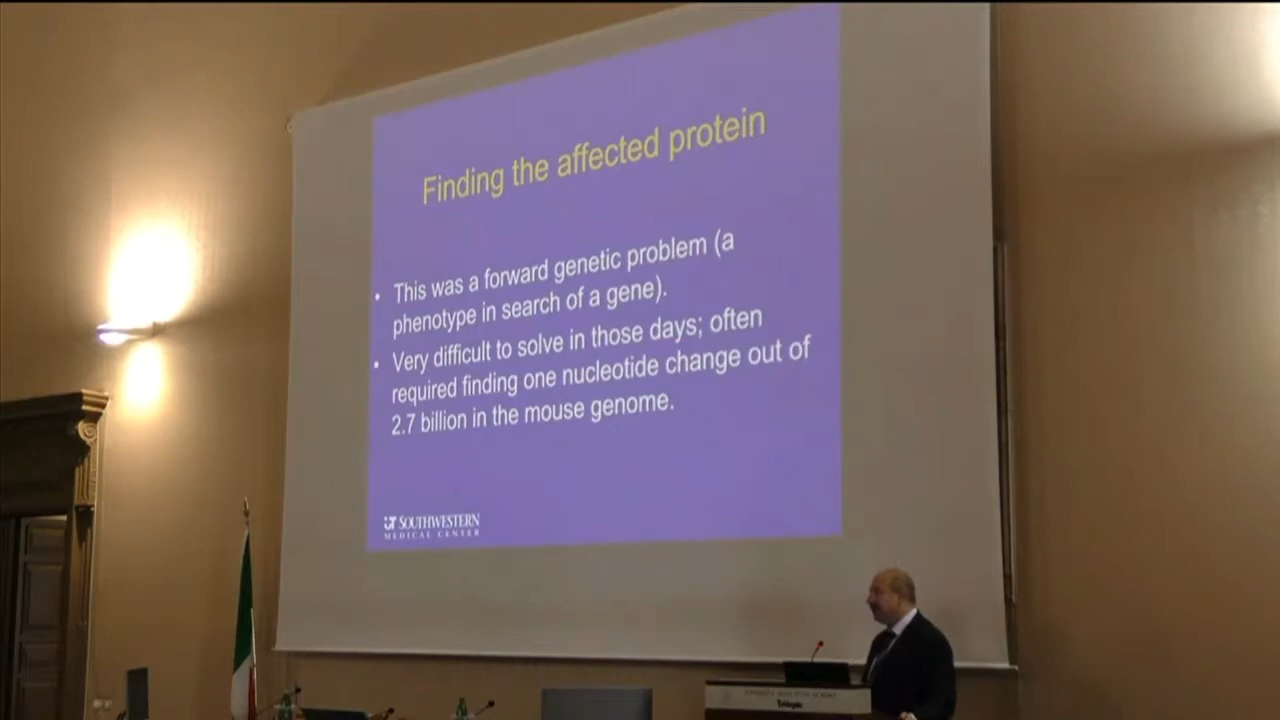 Finding the affected protein
• This was a forward genetic problem (a
phenotype in search of a gene).
• Very difficult to solve in those days; often
required finding one nucleotide change out of
2.7 billion in the mouse genome.
UT SOUTHWESTERN
MEDICAL CENTER